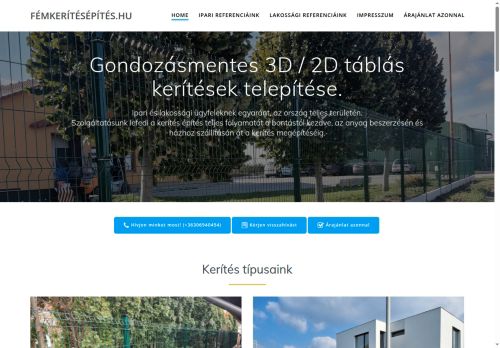 FÉMKERÍTÉSÉPÍTÉS.HU
HOME
IPARI REFERENCIÁINK
LAKOSSÁGI REFERENCIÁINK
IMPRESSZUM
ÁRAJÁNLAT AZONNAL
Gondozásmentes 3D / 2D táblás
kerítések telepítése.
Ipari és lakossági ügyfeleknek egyaránt, az ország teljes területén.
Szolgáltatásunk lefedi a kerítés építés teljes folyamatát a bontástól kezdve, az anyag beszerzésén és
házhoz szállításán át a kerítés megépítéséig.
Hívjon minket most! (+36306940454)
Kérjen visszahívást
Árajánlat azonnal
Kerítés típusaink